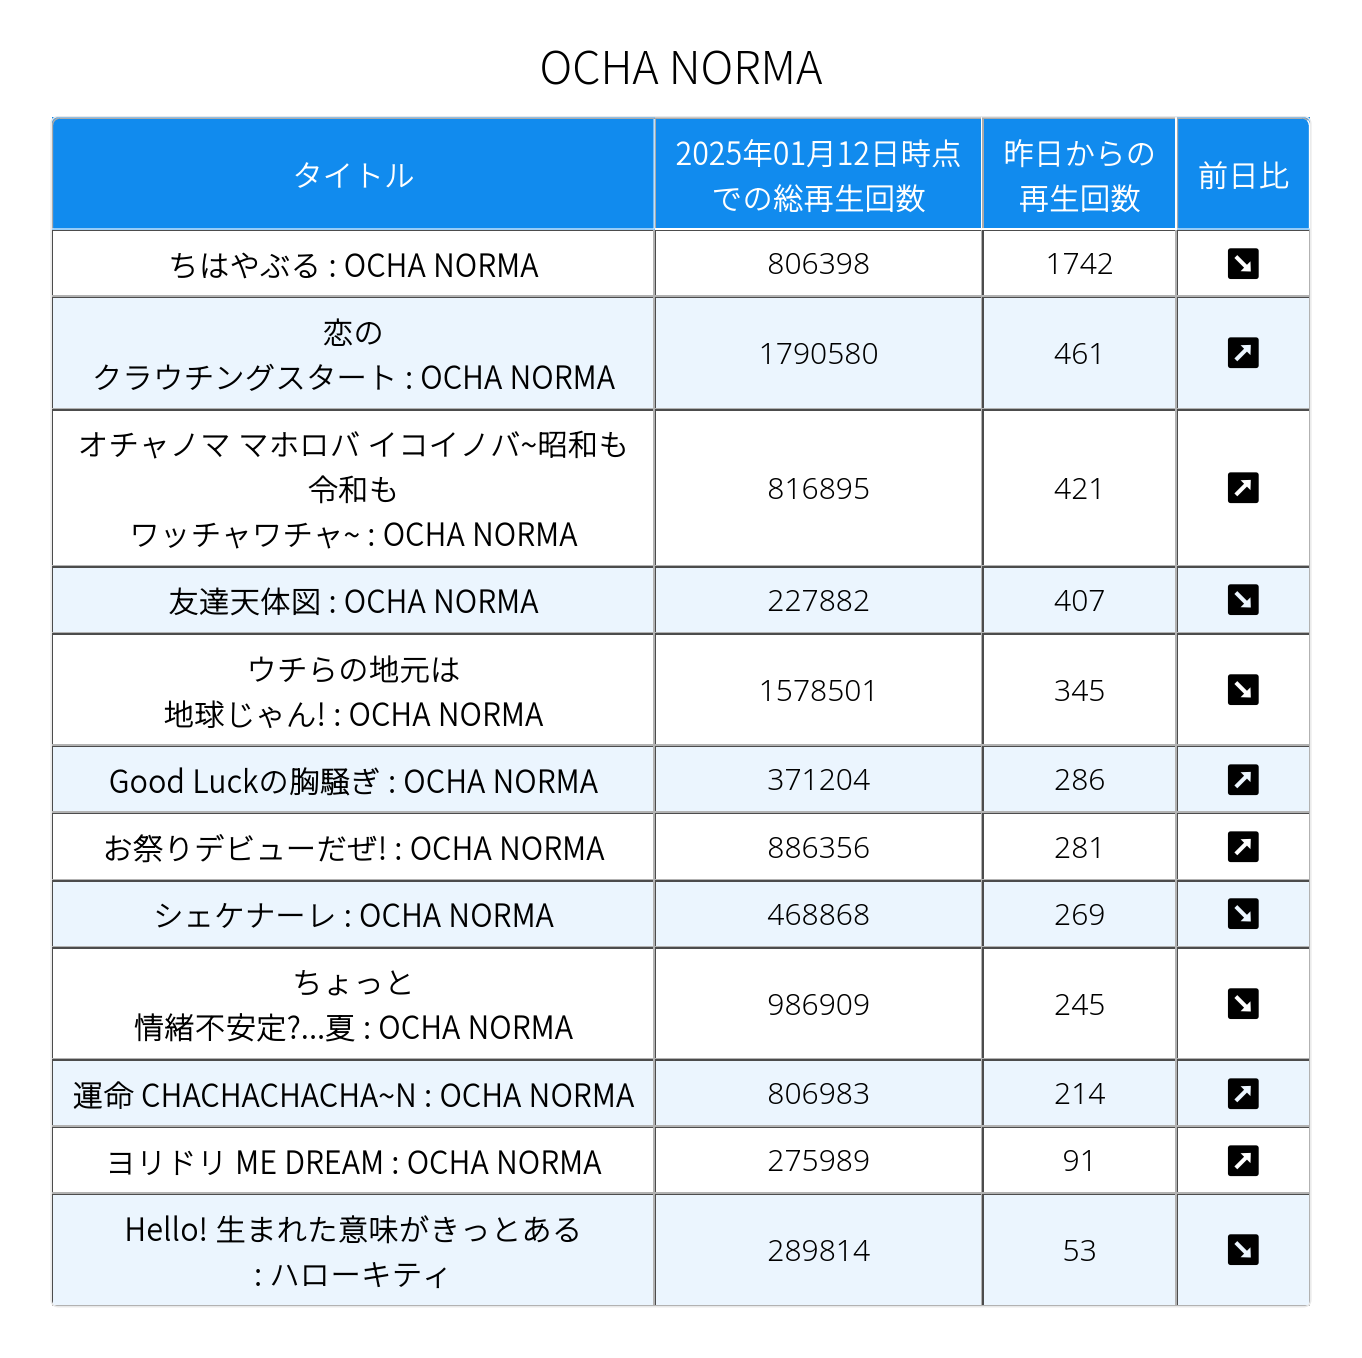 OCHA NORMA
タイトル
2025年01月12日時点
での総再生回数
昨日からの
再生回数
前日比
ちはやぶる : OCHA NORMA
806398
1742
恋の
クラウチングスタート : OCHA NORMA
1790580
461
オチャノマ マホロバ イコイノバ~昭和も
令和も
ワッチャワチャ~ : OCHA NORMA
816895
421
友達天体図 : OCHA NORMA
227882
407
ウチらの地元は
地球じゃん! : OCHA NORMA
1578501
345
Good Luckの胸騒ぎ : OCHA NORMA
371204
286
お祭りデビューだぜ! : OCHA NORMA
886356
281
シェケナーレ : OCHA NORMA
468868
269
ちょっと
情緒不安定?...夏 : OCHA NORMA
986909
245
運命 CHACHACHACHA~N : OCHA NORMA
806983
214
ヨリドリ ME DREAM : OCHA NORMA
275989
91
Hello! 生まれた意味がきっとある
: ハローキティ
289814
53